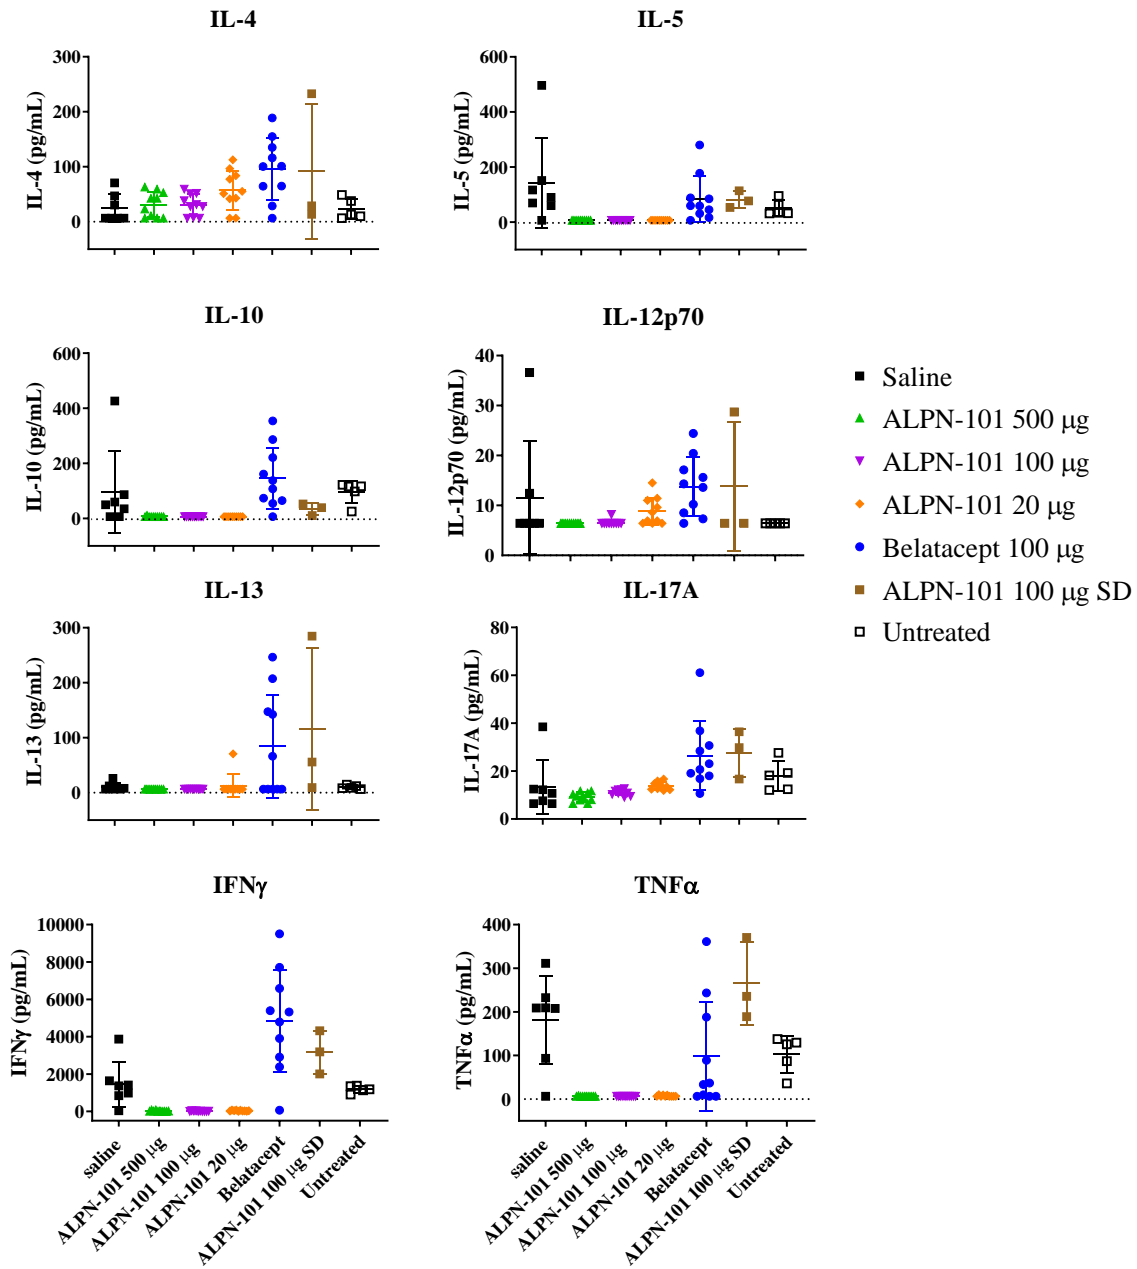 IL-4
IL-4 (pg/mL)
300
200
100
0
IL-5
IL-5 (pg/mL)
600
400
200
0
IL-10
IL-10 (pg/mL)
600
400
200
0
IL-12p70
IL-12p70 (pg/mL)
40
30
20
10
0
Saline
ALPN-101 500 μg
ALPN-101 100 μg
ALPN-101 20 μg
Belatacept 100 μg
ALPN-101 100 μg SD
Untreated
IL-13
IL-13 (pg/mL)
300
200
100
0
IL-17A
IL-17A (pg/mL)
80
60
40
20
0
IFNγ
IFNγ (pg/mL)
10000
8000
6000
4000
2000
0
saline
ALPN-101 500 μg
ALPN-101 100 μg
ALPN-101 20 μg
Belatacept
ALPN-101 100 μg SD
Untreated
TNFα
TNFα (pg/mL)
400
300
200
100
0
saline
ALPN-101 500 μg
ALPN-101 100 μg
ALPN-101 20 μg
Belatacept
ALPN-101 100 μg SD
Untreated